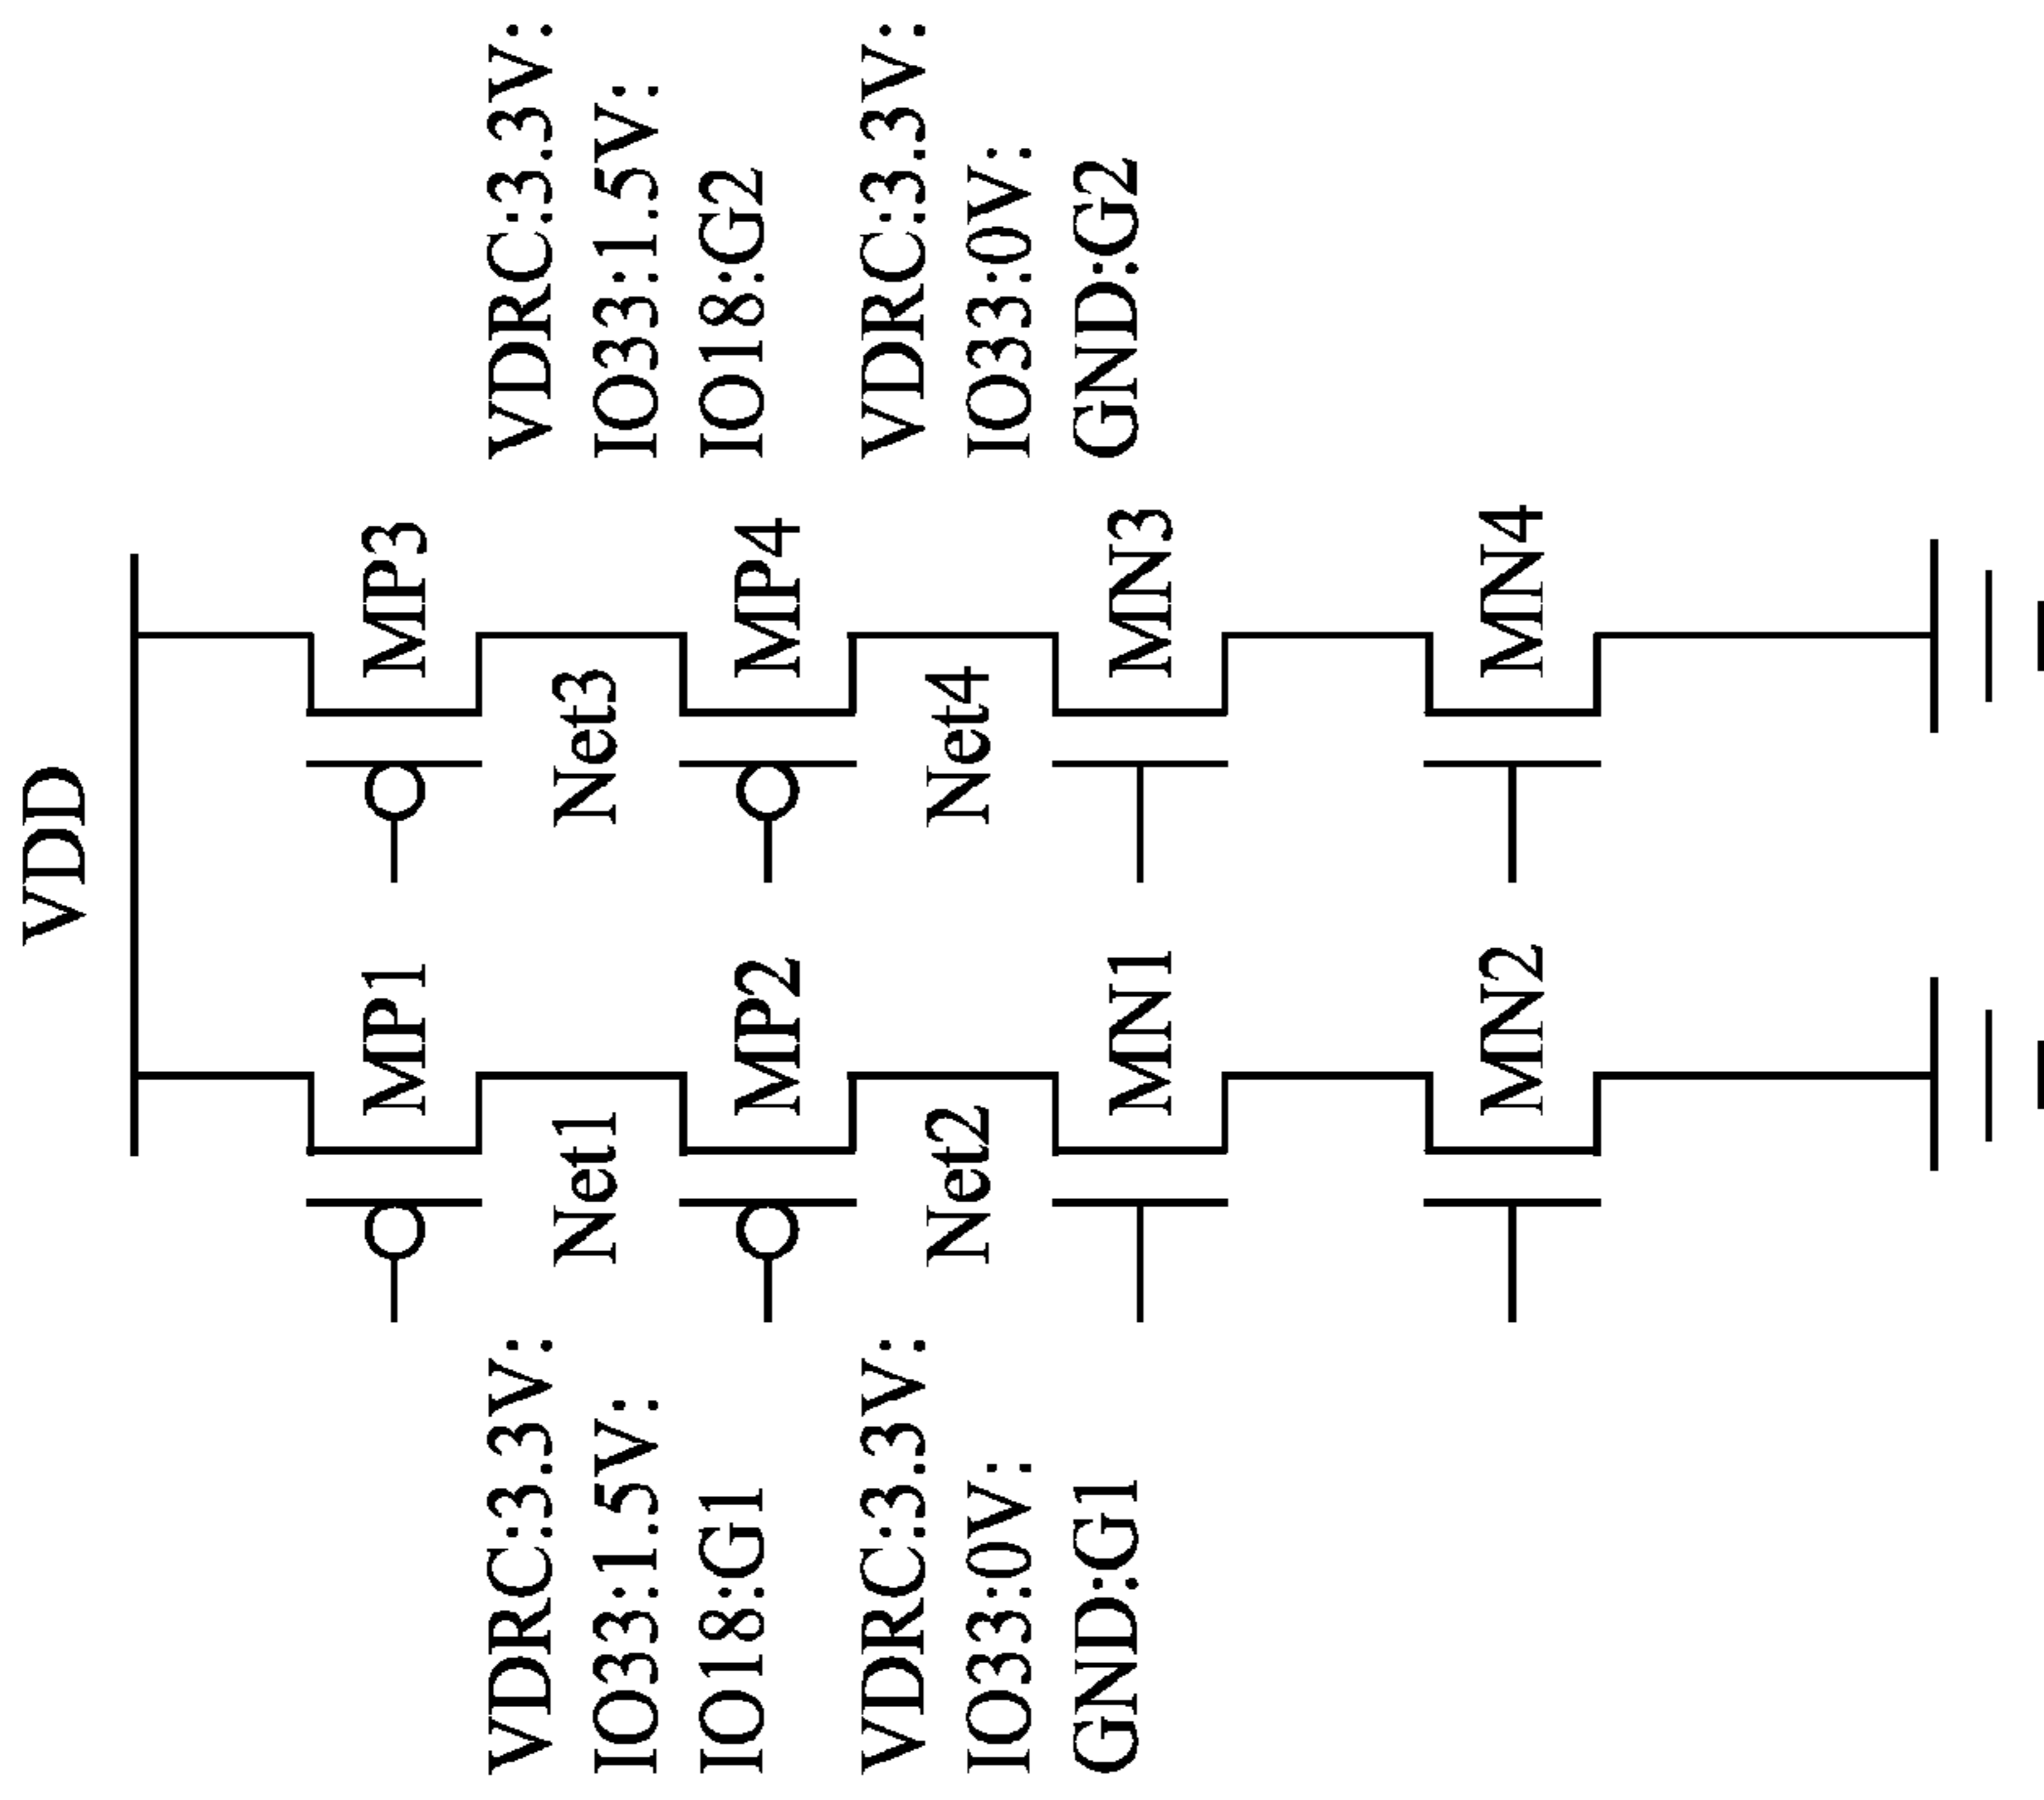 VDD
MP1
MP3
VDRC:3.3V:
IO33:1.5V:
IO18:G1
Net1
Net3
VDRC:3.3V:
IO33:1.5V:
IO18:G2
MP2
MP4
VDRC:3.3V:
IO33:0V:
GND:G1
Net2
Net4
VDRC:3.3V:
IO33:0V:
GND:G2
MN1
MN3
MN2
MN4